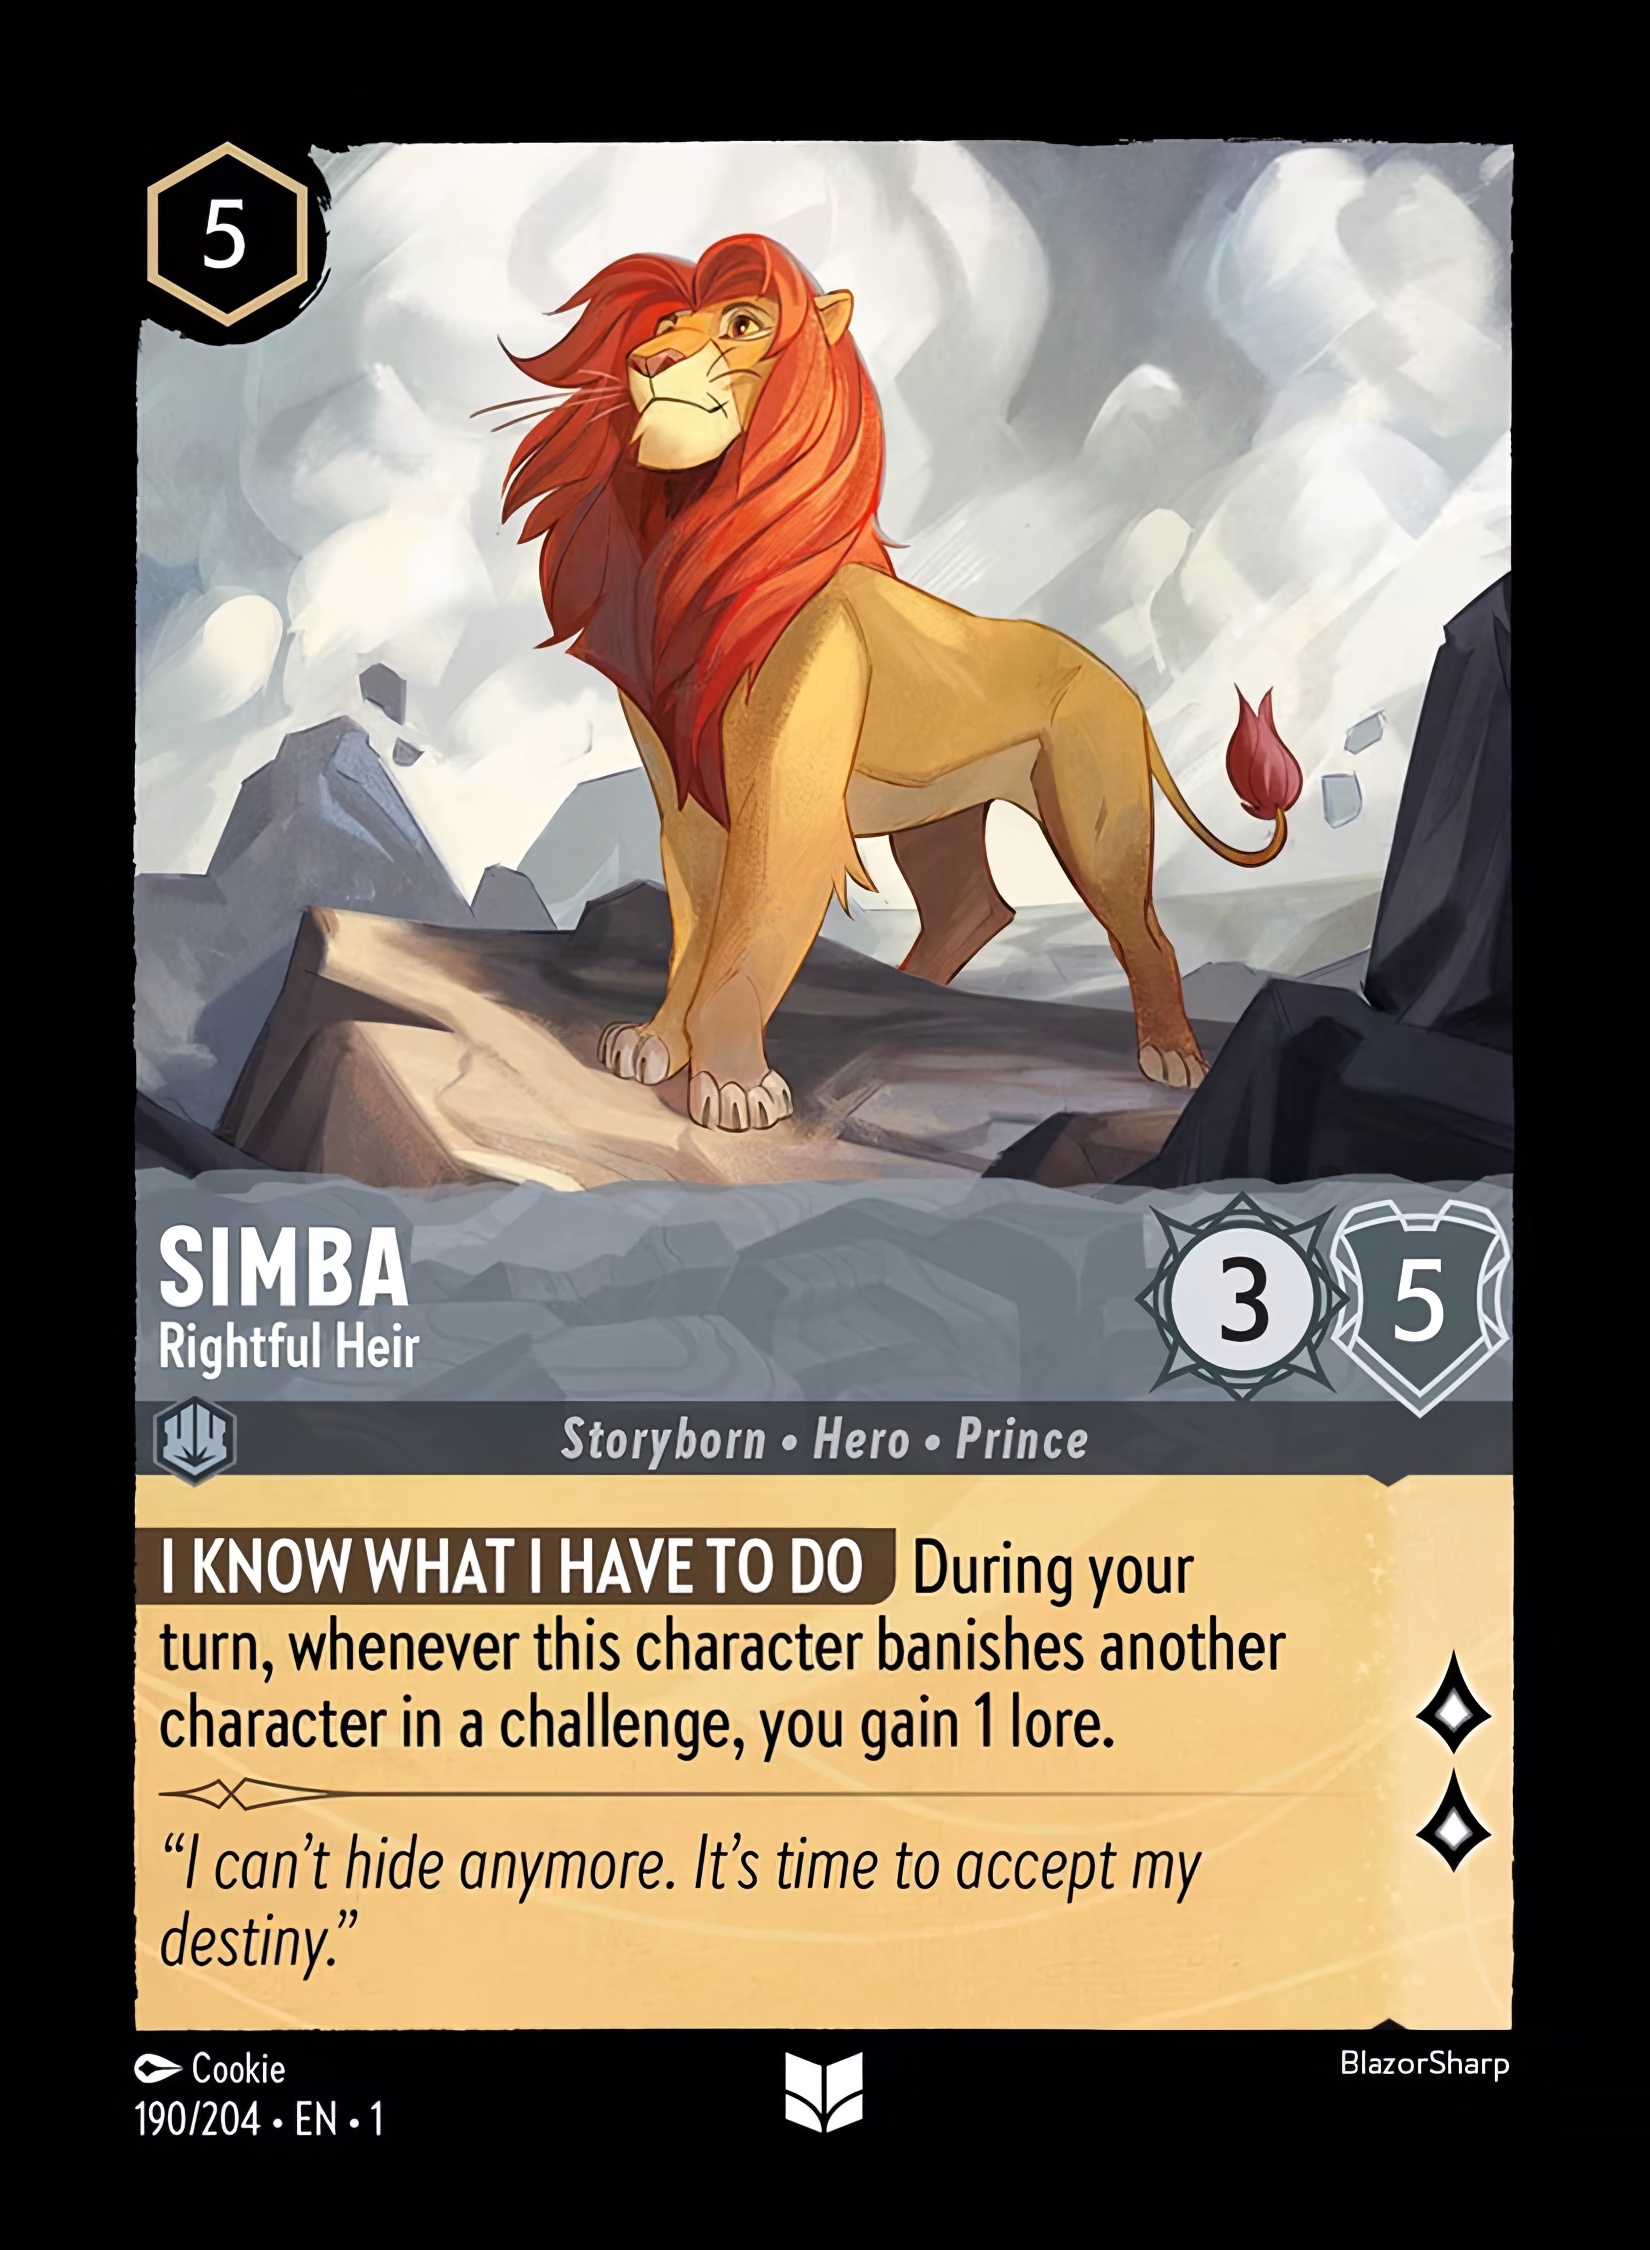 5
SIMBA
Rightful Heir
3
5
Storyborn • Hero • Prince
I KNOW WHAT I HAVE TO DO During your
turn, whenever this character banishes another
character in a challenge, you gain 1 lore.
“I can’t hide anymore. It’s time to accept my
destiny.”
Cookie
BlazorSharp
190/204 • EN • 1